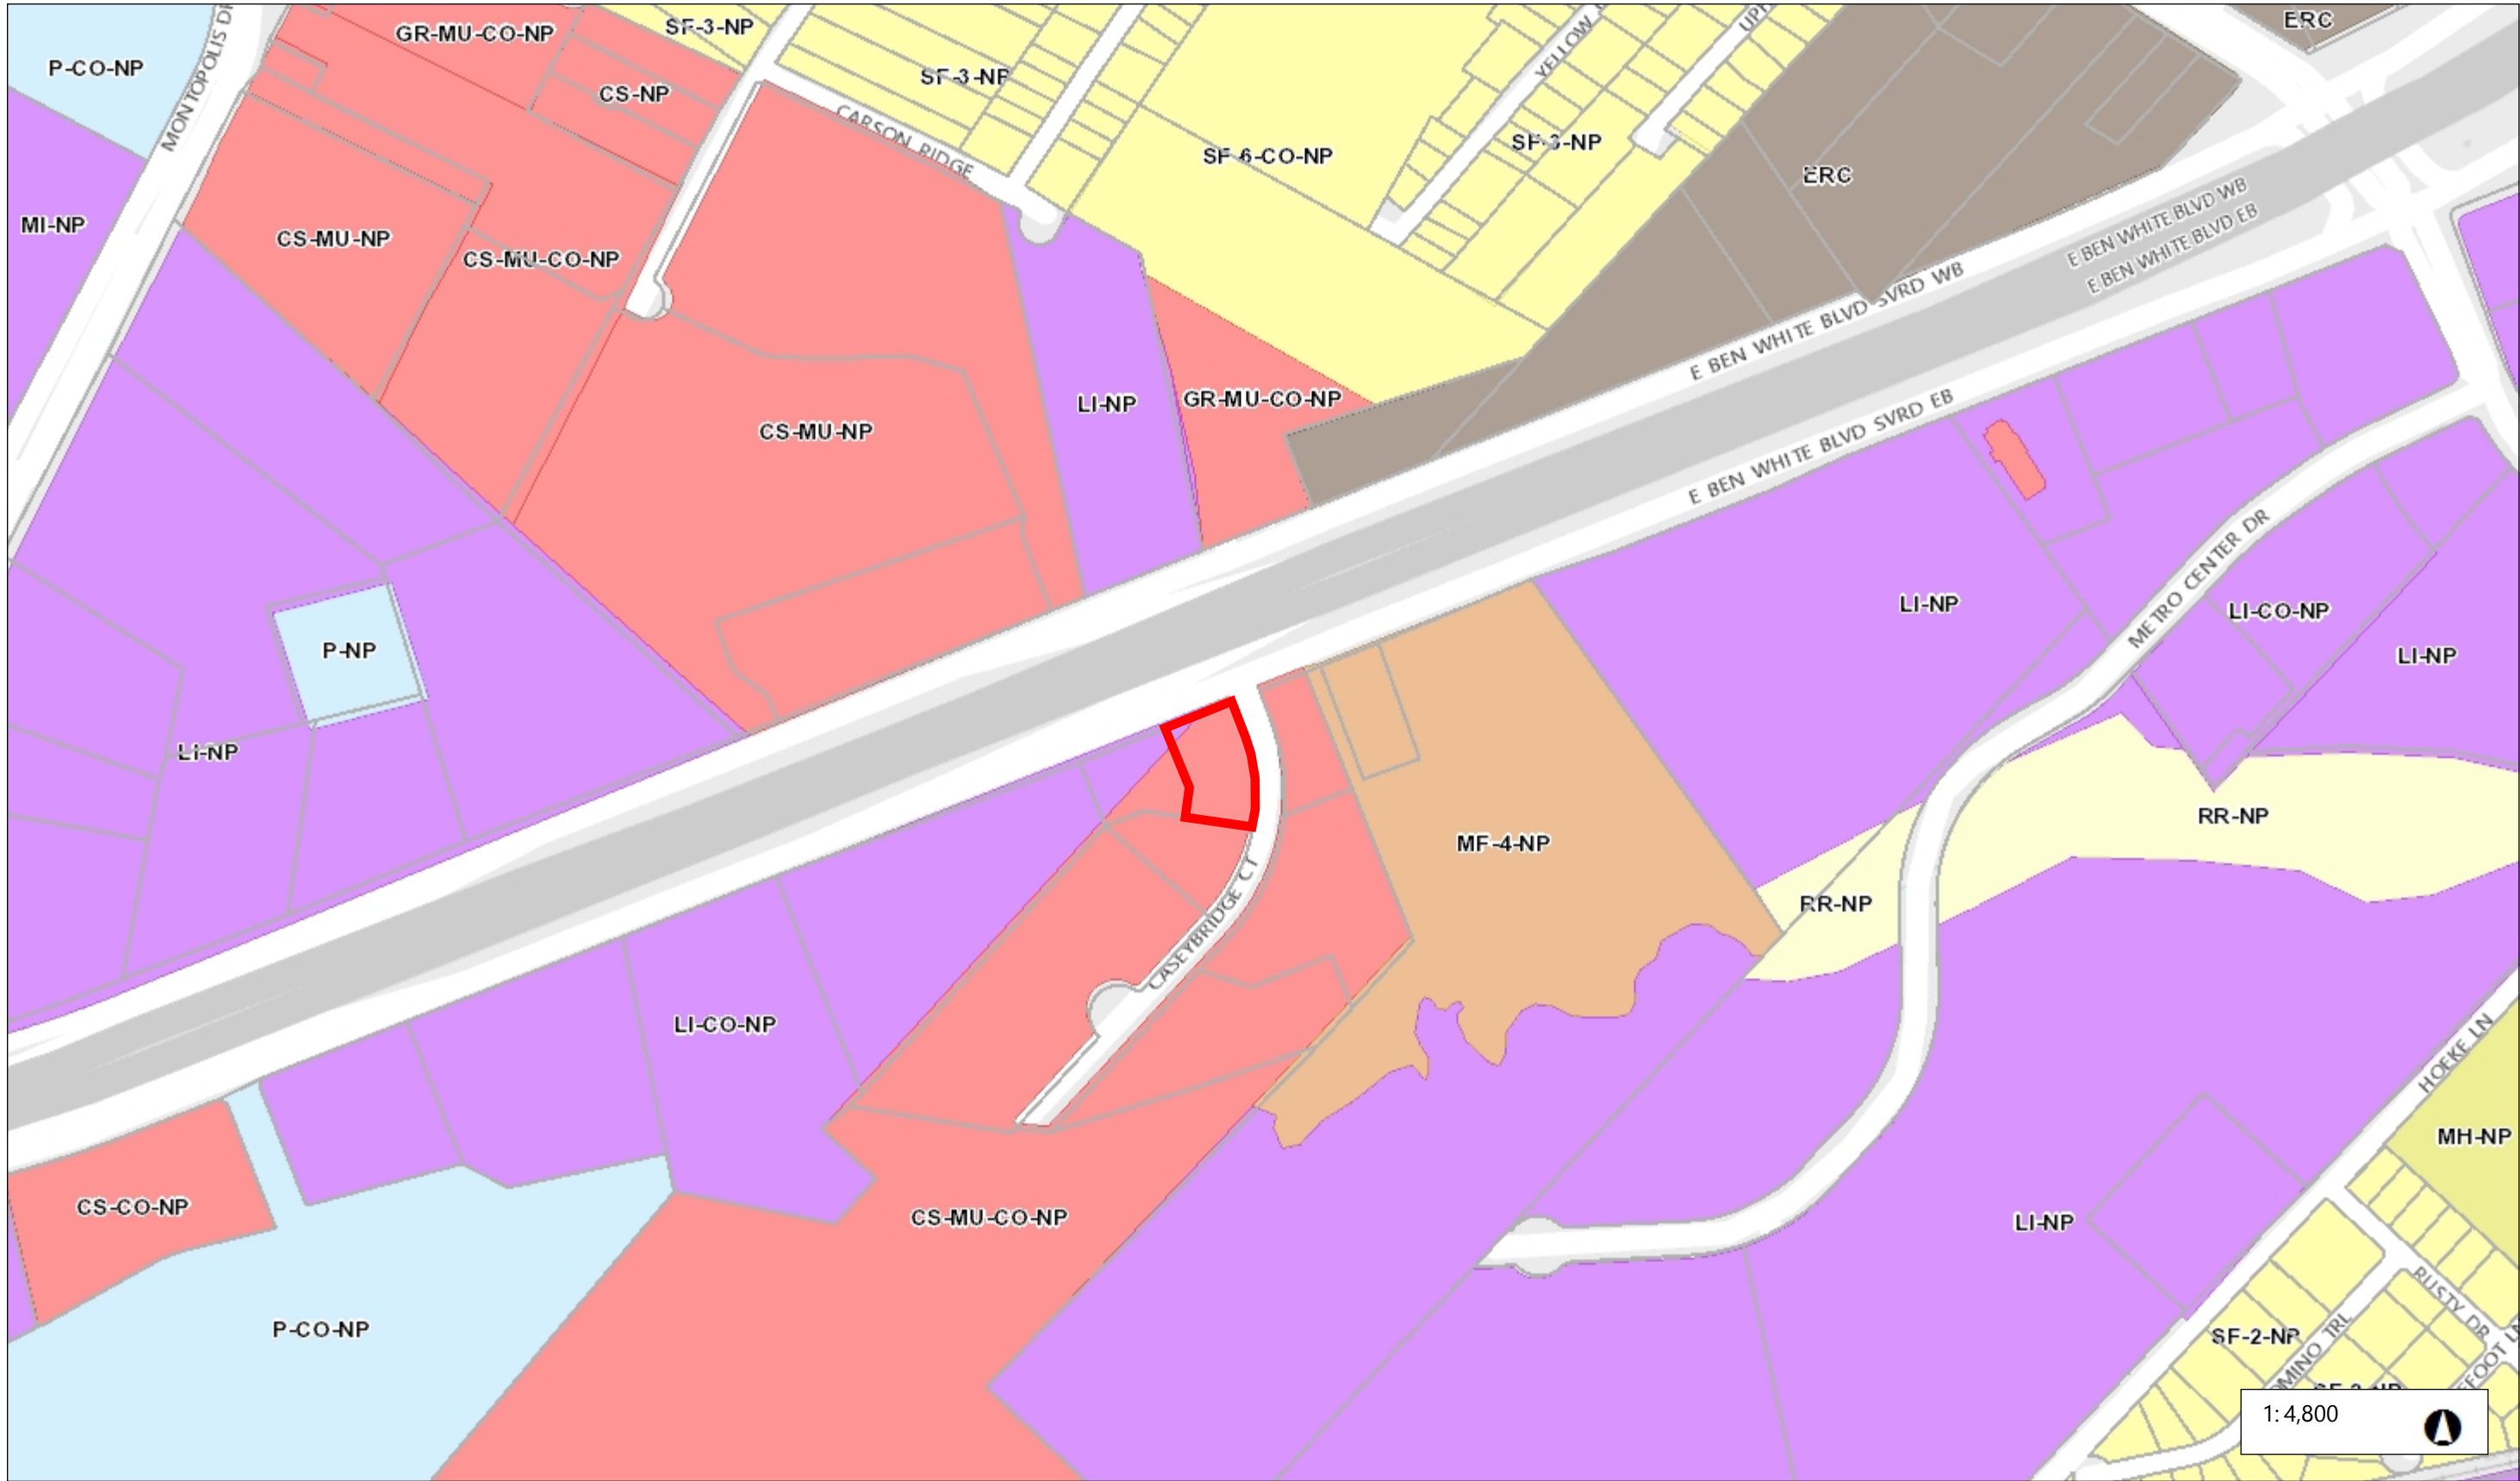 GR-MU-CO-NP
SF-3-NP
ERC
P-CO-NP
MONTOPOLIS
CS-NP
SF-3-NP
YELLOW
CARSON RIDGE
SF-6-CO-NP
SF-3-NP
ERC
MI-NP
CS-MU-NP
CS-MU-CO-NP
E BEN WHITE BLVD WB
E BEN WHITE BLVD EB
E BEN WHITE BLVD SVRD WB
LI-NP
GR-MU-CO-NP
CS-MU-NP
E BEN WHITE BLVD SVRD EB
METRO CENTER DR
LI-NP
LI-CO-NP
P-NP
LI-NP
LI-NP
RR-NP
MF-4-NP
RR-NP
CASEYBRIDGE CT
LI-CO-NP
HOEKE LN
MH-NP
CS-CO-NP
CS-MU-CO-NP
LI-NP
RUSTY DR
P-CO-NP
SF-2-NP
OMINO TRL
EFOOT LN
1: 4,800